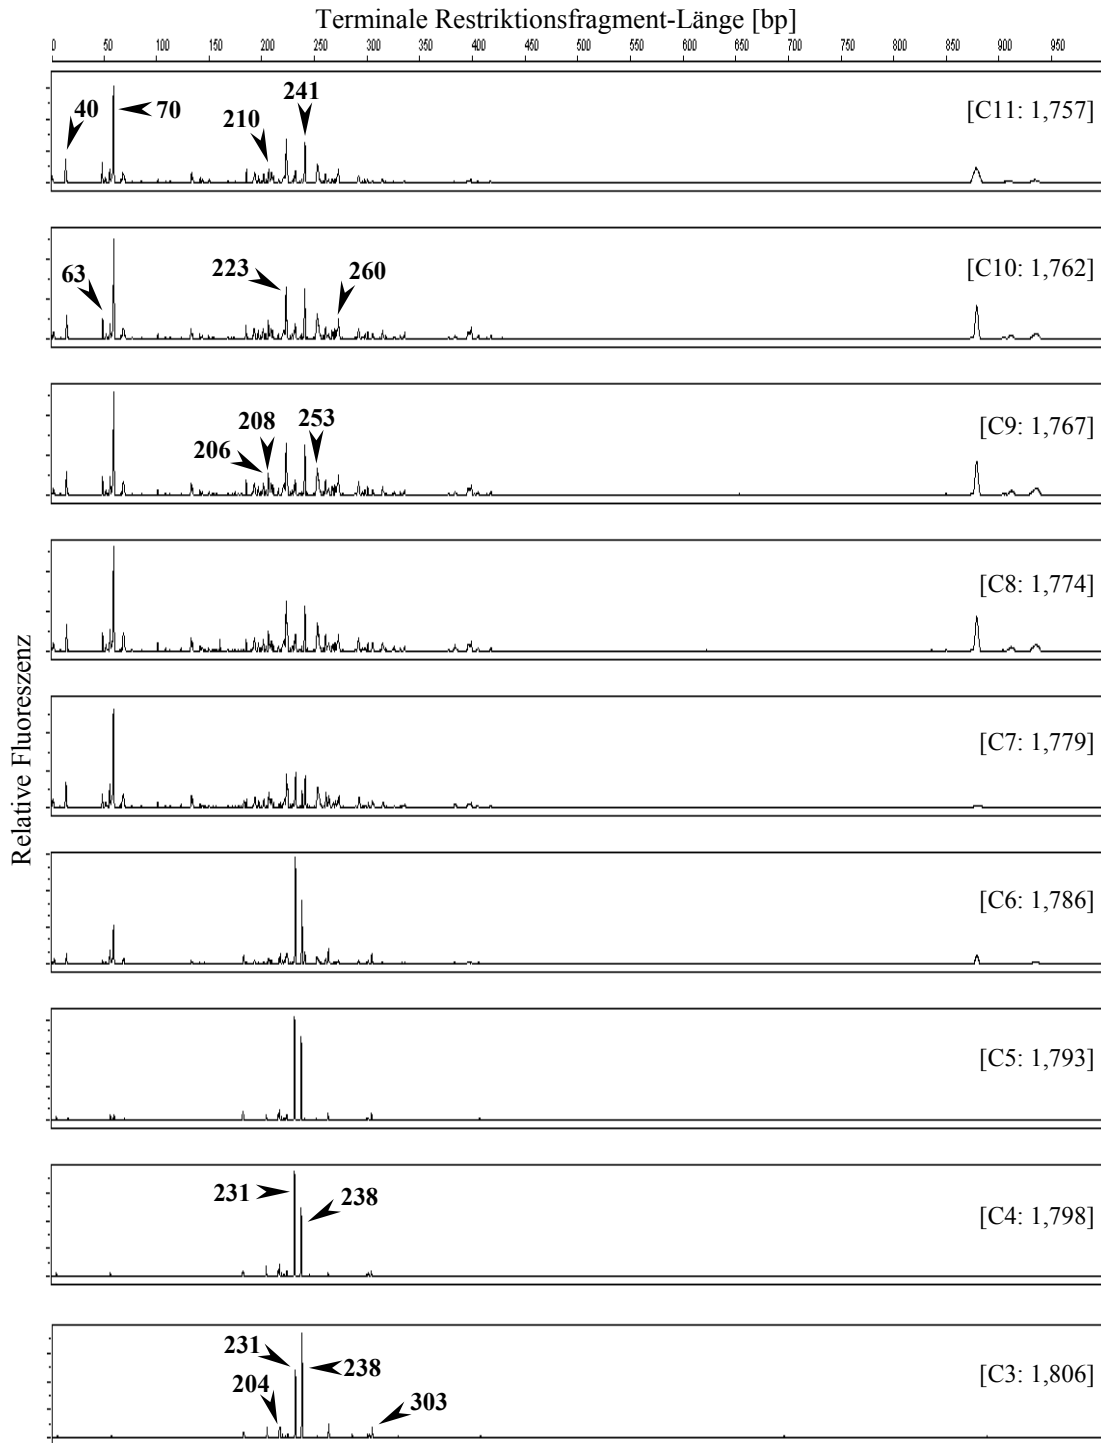 Terminale Restriktionsfragment-Länge [bp]
0 50 100 150 200 250 300 350 400 450 500 550 600 650 700 750 800 850 900 950
40 70 210 241 [C11: 1,757]
63 223 260 [C10: 1,762]
206 208 253 [C9: 1,767]
[C8: 1,774]
Relative Fluoreszenz
[C7: 1,779]
[C6: 1,786]
[C5: 1,793]
231 238 [C4: 1,798]
231 238 [C3: 1,806]
204 303